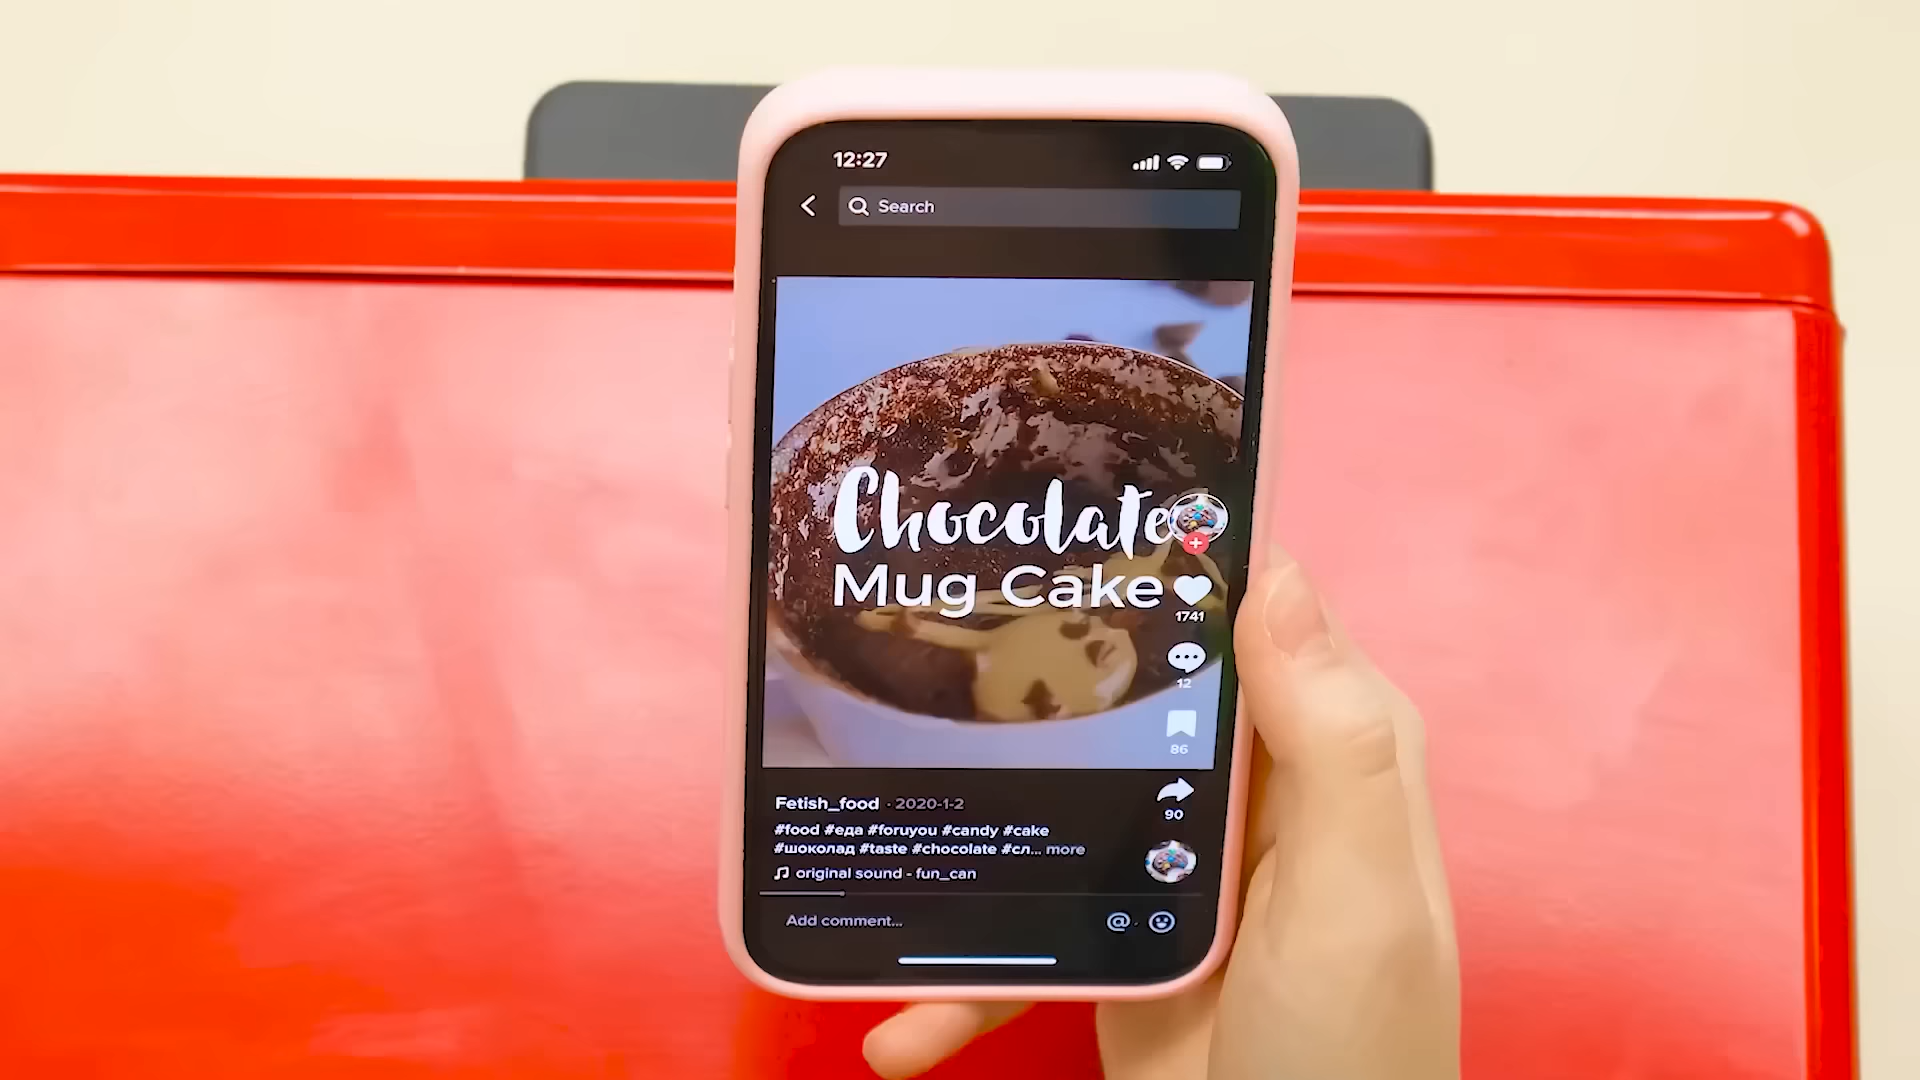 12:27
Search
Chocolate
Mug Cake
1741
12
86
90
Fetish_food · 2020-1-2
#food #еда #foruyou #candy #cake
#шоколад #taste #chocolate #сл... more
original sound - fun_can
Add comment...
@